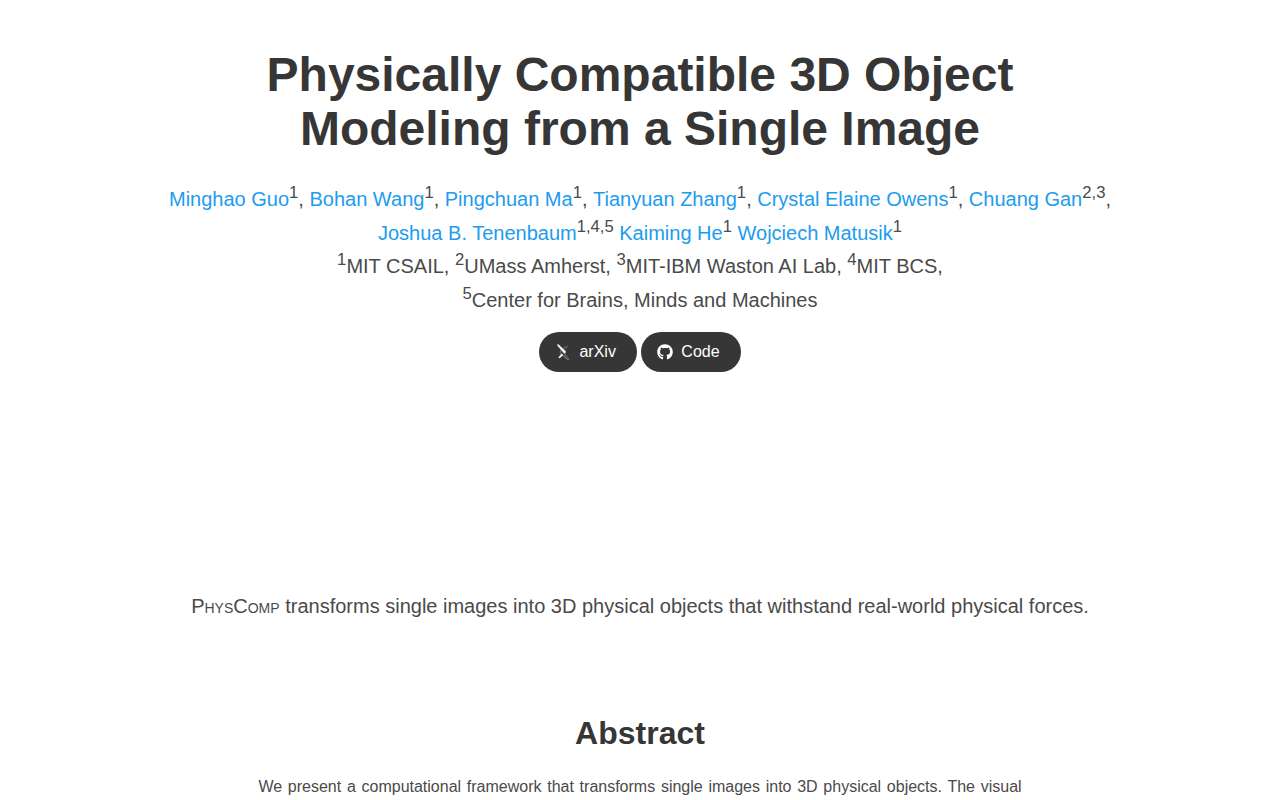 Physically Compatible 3D Object
Modeling from a Single Image
Minghao Guo1, Bohan Wang1, Pingchuan Ma1, Tianyuan Zhang1, Crystal Elaine Owens1, Chuang Gan2,3,
Joshua B. Tenenbaum1,4,5 Kaiming He1 Wojciech Matusik1
1MIT CSAIL, 2UMass Amherst, 3MIT-IBM Waston AI Lab, 4MIT BCS,
5Center for Brains, Minds and Machines
arXiv Code
PhysComp transforms single images into 3D physical objects that withstand real-world physical forces.
Abstract
We present a computational framework that transforms single images into 3D physical objects. The visual